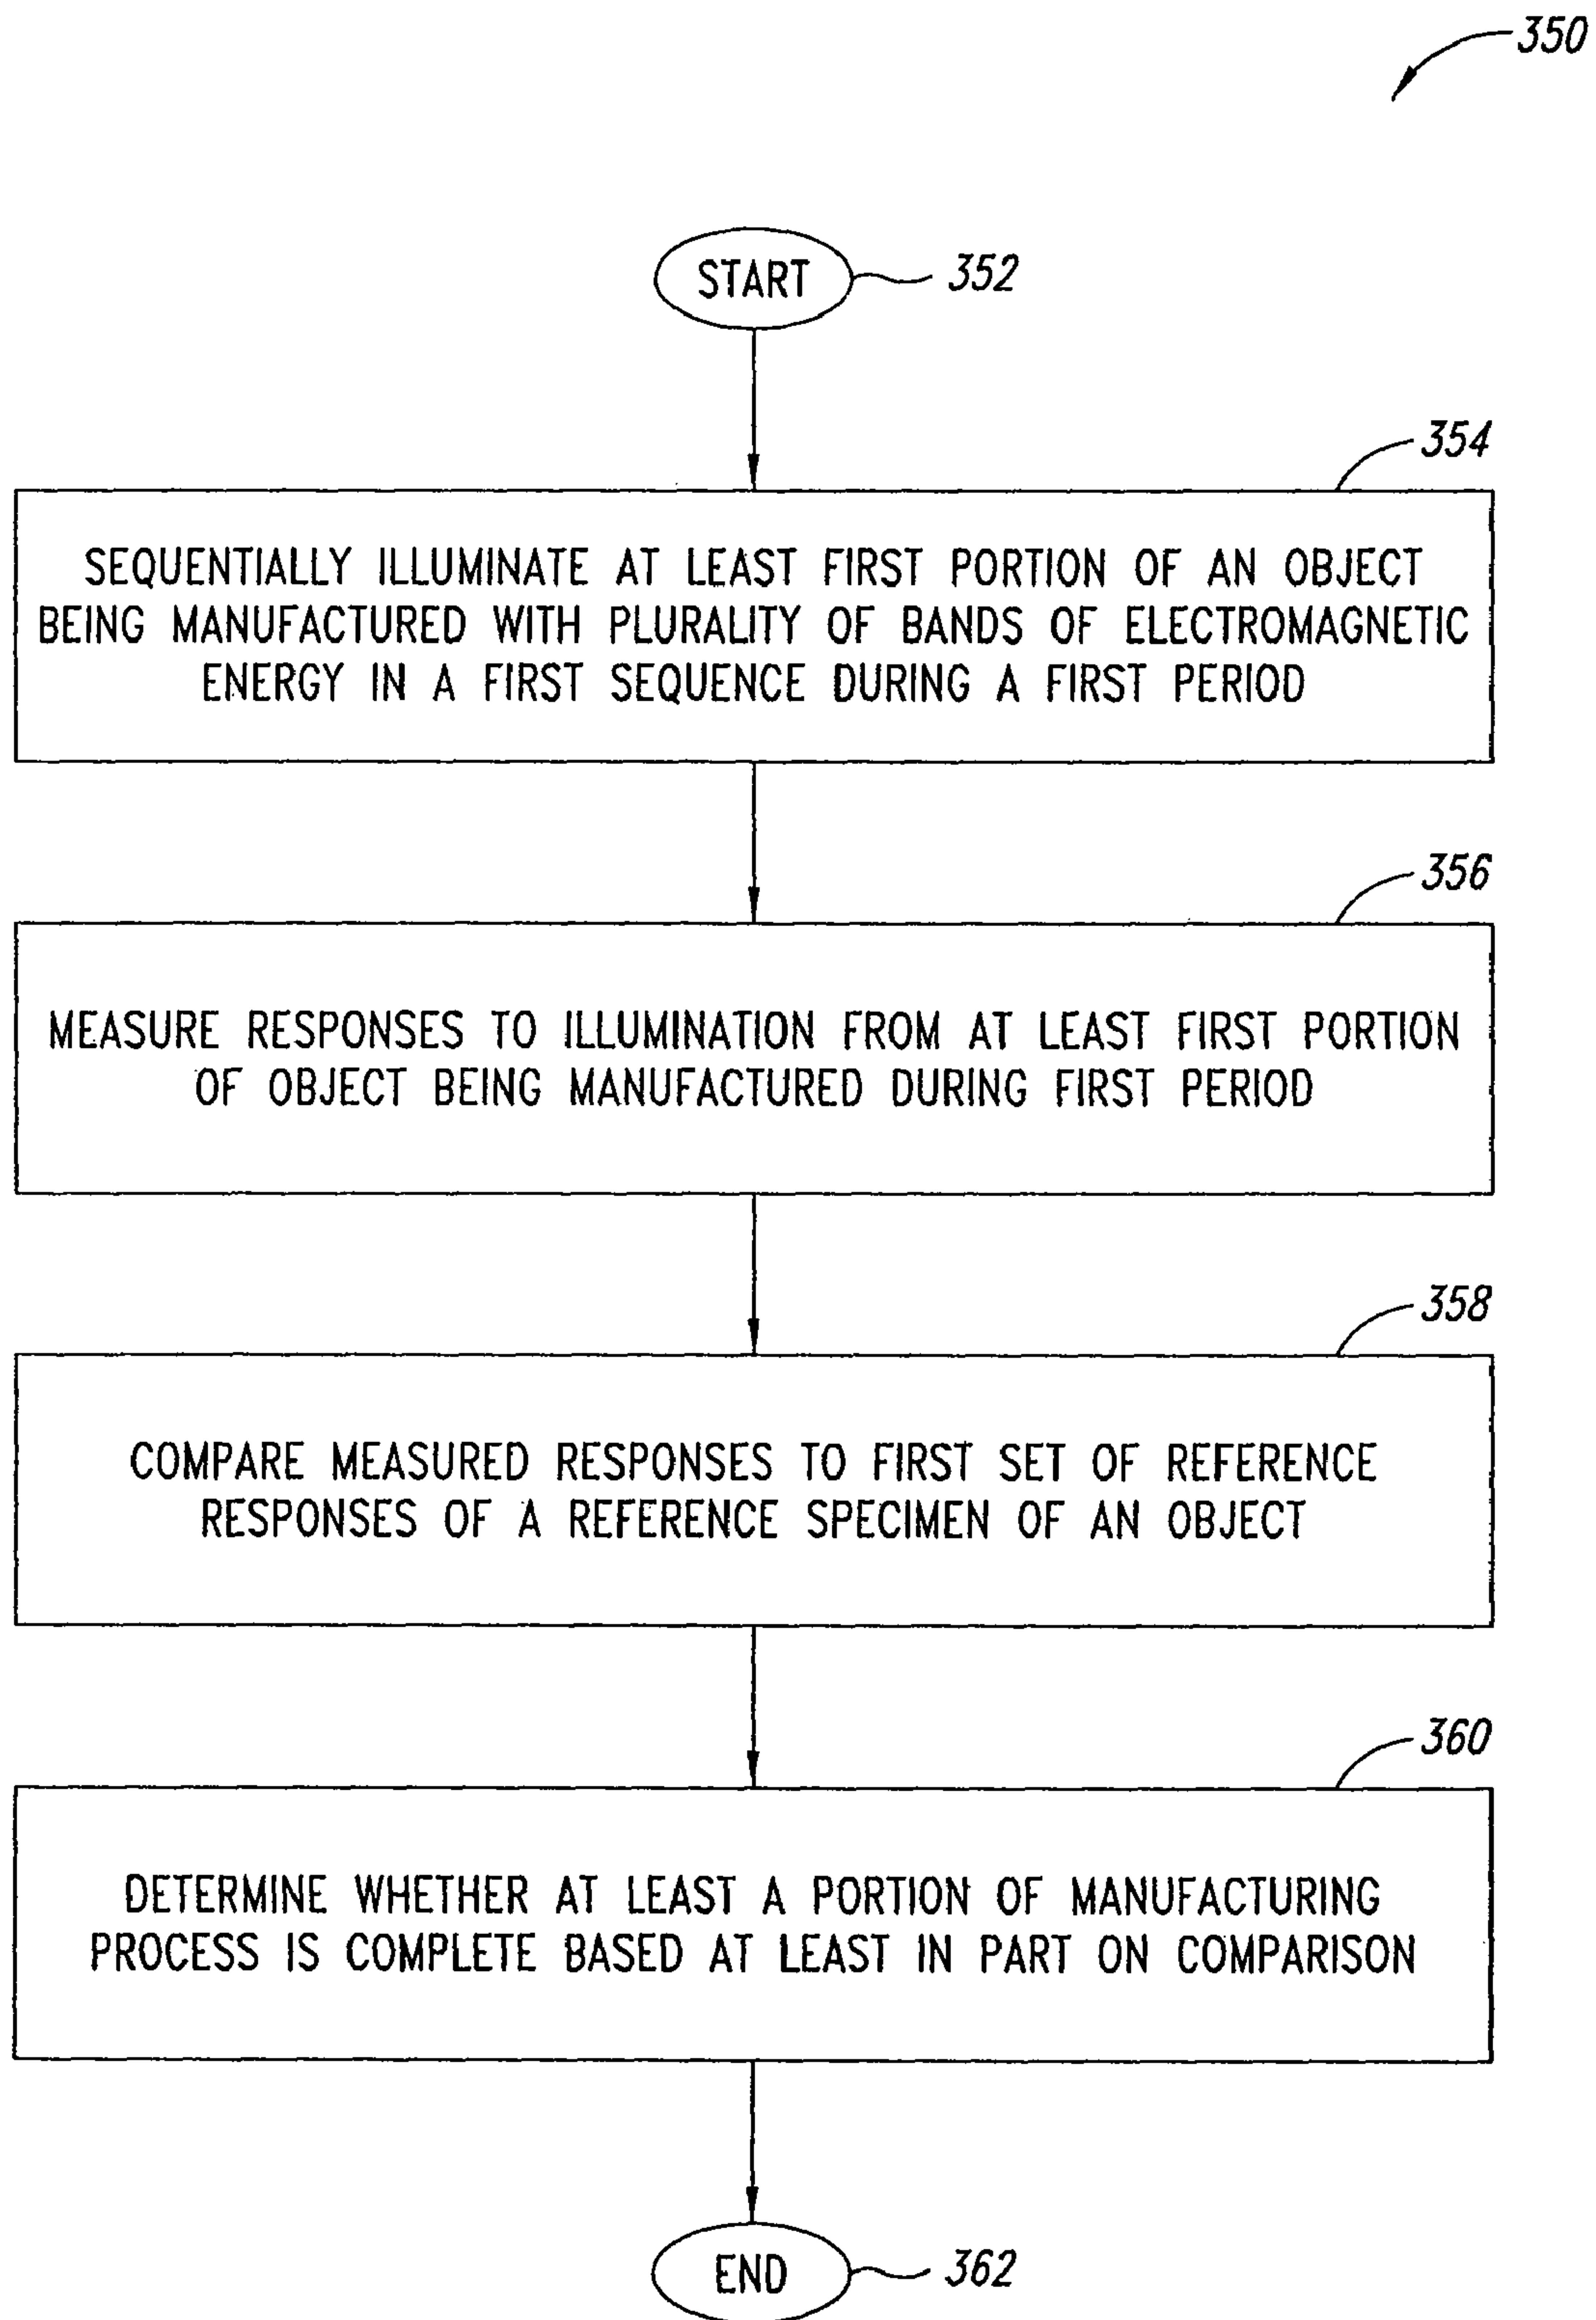 350
START
352
354
SEQUENTIALLY ILLUMINATE AT LEAST FIRST PORTION OF AN OBJECT
BEING MANUFACTURED WITH PLURALITY OF BANDS OF ELECTROMAGNETIC
ENERGY IN A FIRST SEQUENCE DURING A FIRST PERIOD
356
MEASURE RESPONSES TO ILLUMINATION FROM AT LEAST FIRST PORTION
OF OBJECT BEING MANUFACTURED DURING FIRST PERIOD
358
COMPARE MEASURED RESPONSES TO FIRST SET OF REFERENCE
RESPONSES OF A REFERENCE SPECIMEN OF AN OBJECT
360
DETERMINE WHETHER AT LEAST A PORTION OF MANUFACTURING
PROCESS IS COMPLETE BASED AT LEAST IN PART ON COMPARISON
END
362